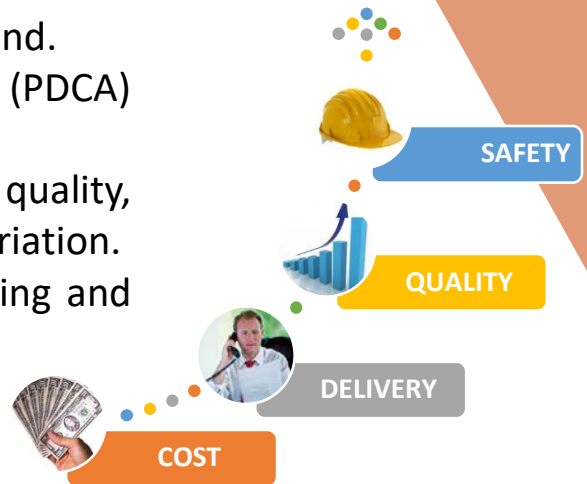 nd.
(PDCA)
SAFETY
quality,
riation.
QUALITY
ing and
DELIVERY
COST